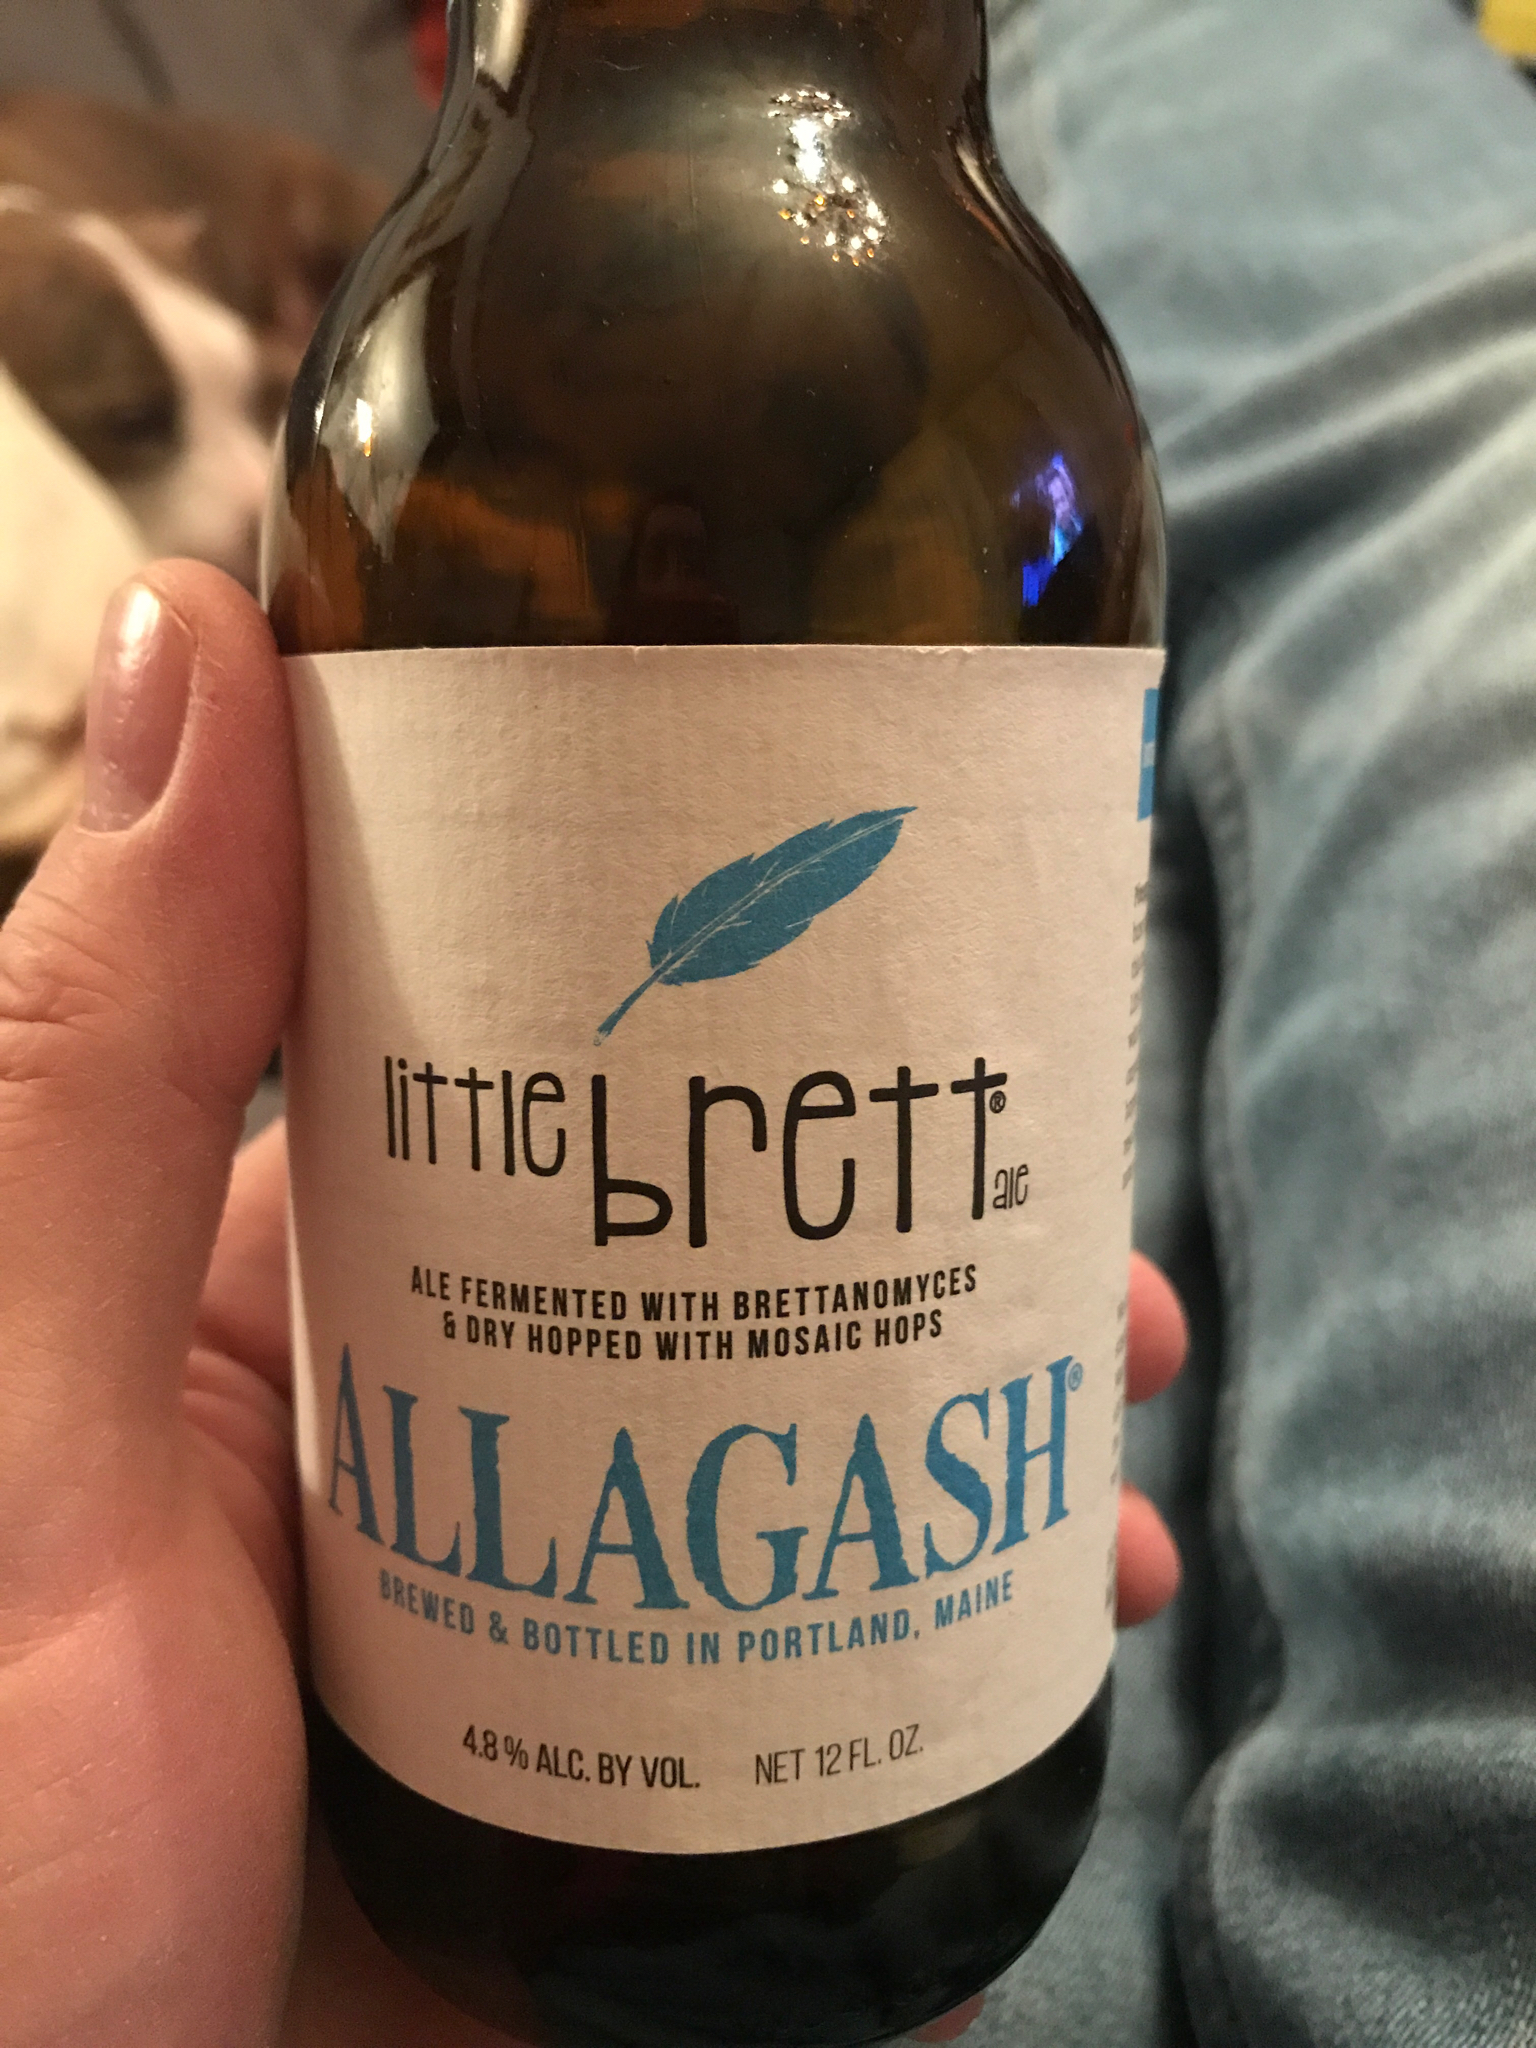 little brett® ale
ALE FERMENTED WITH BRETTANOMYCES
& DRY HOPPED WITH MOSAIC HOPS
ALLAGASH®
BREWED & BOTTLED IN PORTLAND, MAINE
4.8% ALC. BY VOL. NET 12 FL. OZ.